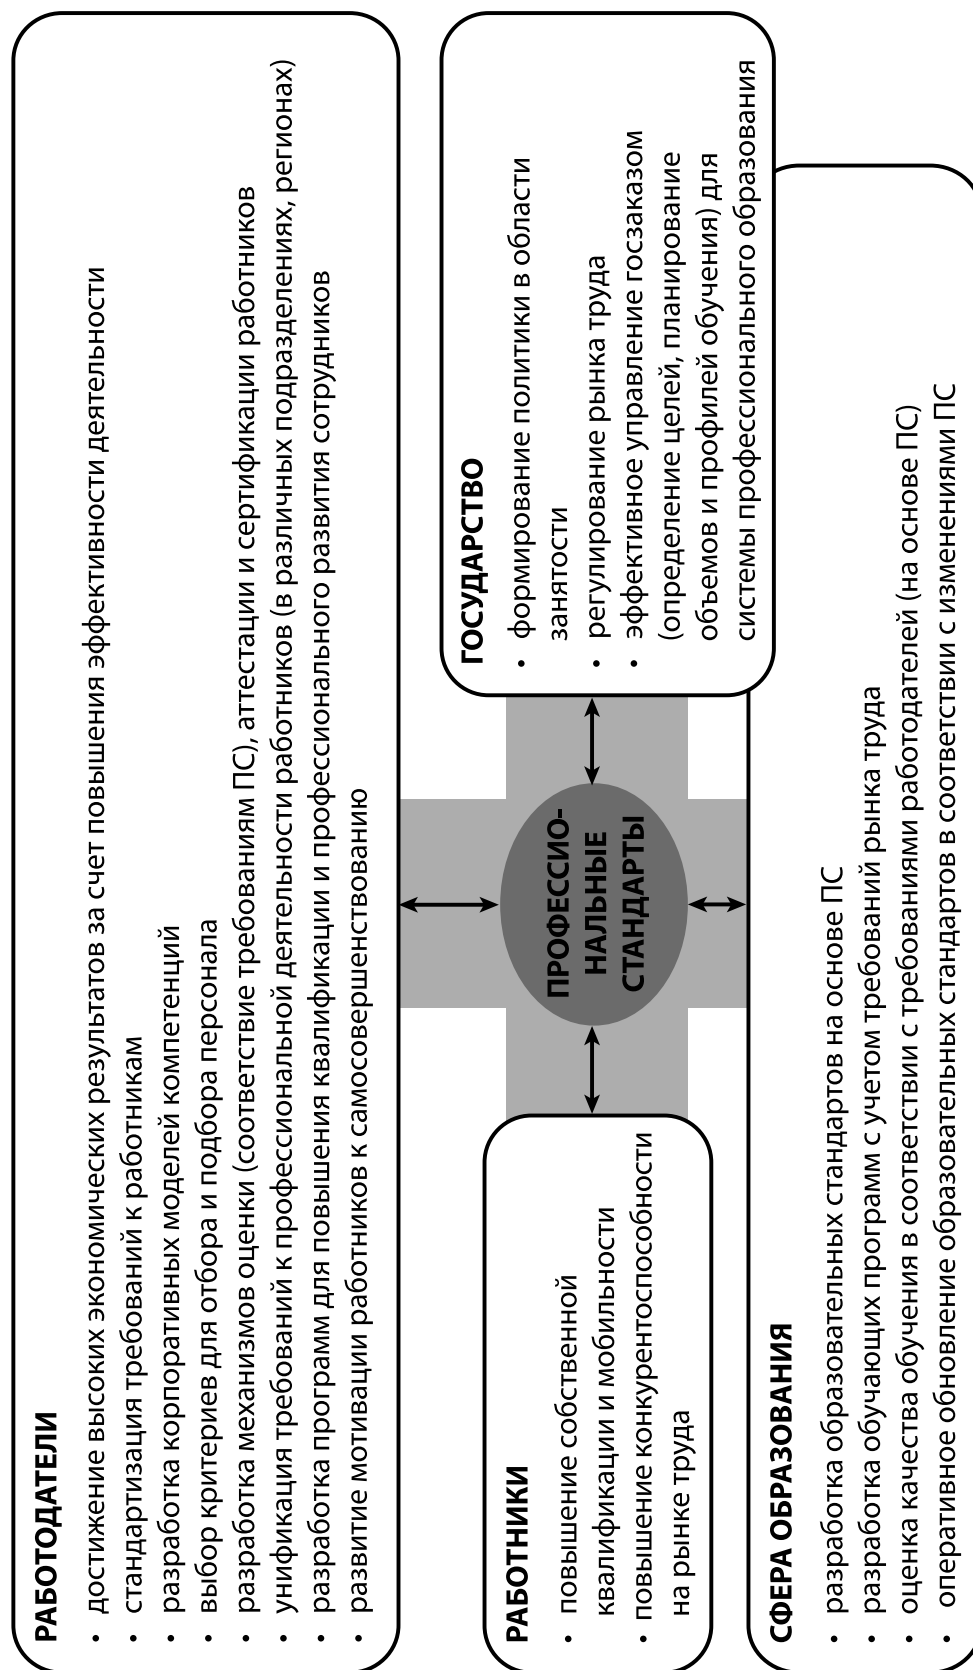 РАБОТОДАТЕЛИ
• достижение высоких экономических результатов за счет повышения эффективности деятельности
• стандартизация требований к работникам
• разработка корпоративных моделей компетенций
• выбор критериев для отбора и подбора персонала
• разработка механизмов оценки (соответствие требованиям ПС), аттестации и сертификации работников
• унификация требований к профессиональной деятельности работников (в различных подразделениях, регионах)
• разработка программ для повышения квалификации и профессионального развития сотрудников
• развитие мотивации работников к самосовершенствованию
РАБОТНИКИ
• повышение собственной
квалификации и мобильности
• повышение конкурентоспособности
на рынке труда
ПРОФЕССИО-
НАЛЬНЫЕ
СТАНДАРТЫ
ГОСУДАРСТВО
• формирование политики в области
занятости
• регулирование рынка труда
• эффективное управление госзаказом
(определение целей, планирование
объемов и профилей обучения) для
системы профессионального образования
СФЕРА ОБРАЗОВАНИЯ
• разработка образовательных стандартов на основе ПС
• разработка обучающих программ с учетом требований рынка труда
• оценка качества обучения в соответствии с требованиями работодателей (на основе ПС)
• оперативное обновление образовательных стандартов в соответствии с изменениями ПС